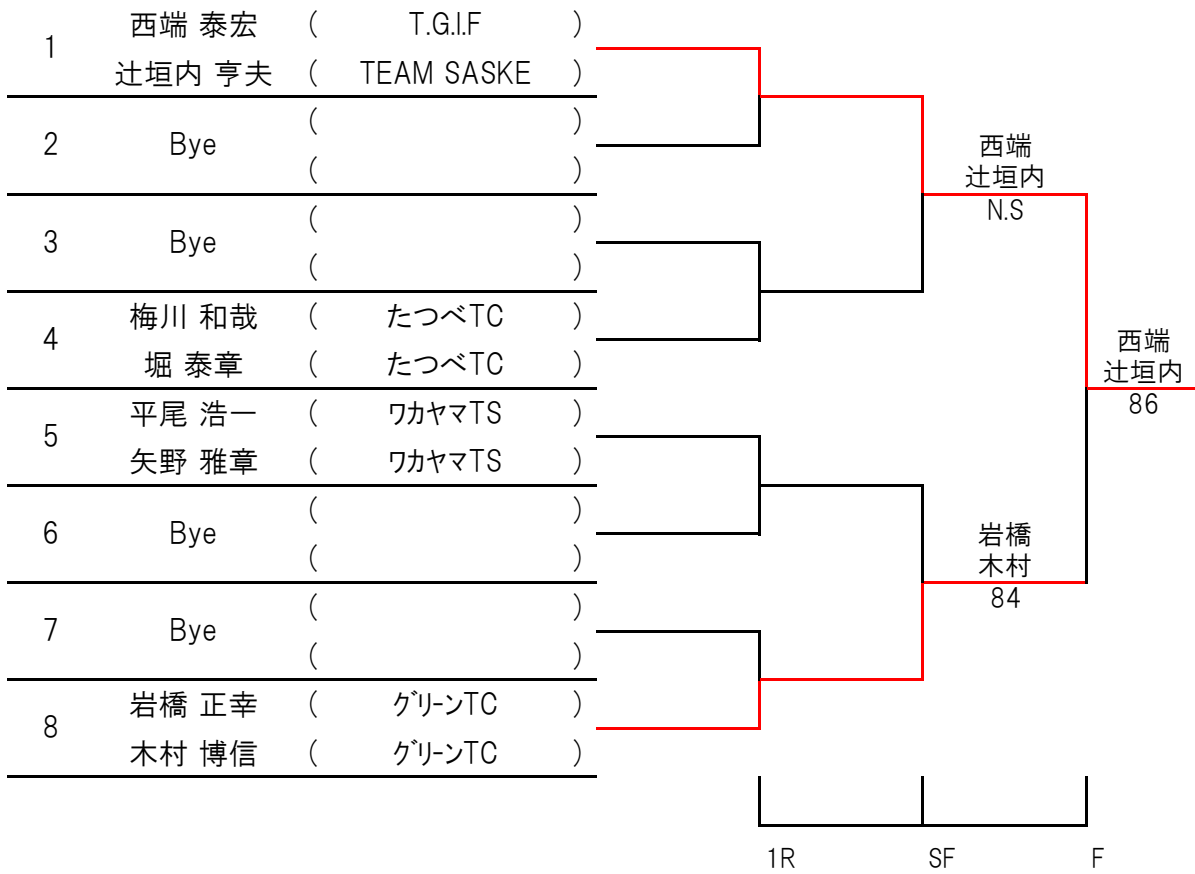 1 西端 泰宏 ( T.G.I.F )
辻垣内 亨夫 ( TEAM SASKE )
2 Bye ( )
( )
3 Bye ( )
( )
4 梅川 和哉 ( たつべTC )
堀 泰章 ( たつべTC )
5 平尾 浩一 ( ﾜｶﾔﾏTS )
矢野 雅章 ( ﾜｶﾔﾏTS )
6 Bye ( )
( )
7 Bye ( )
( )
8 岩橋 正幸 ( ｸﾞﾘｰﾝTC )
木村 博信 ( ｸﾞﾘｰﾝTC )
西端
辻垣内
N.S
岩橋
木村
84
西端
辻垣内
86
1R SF F